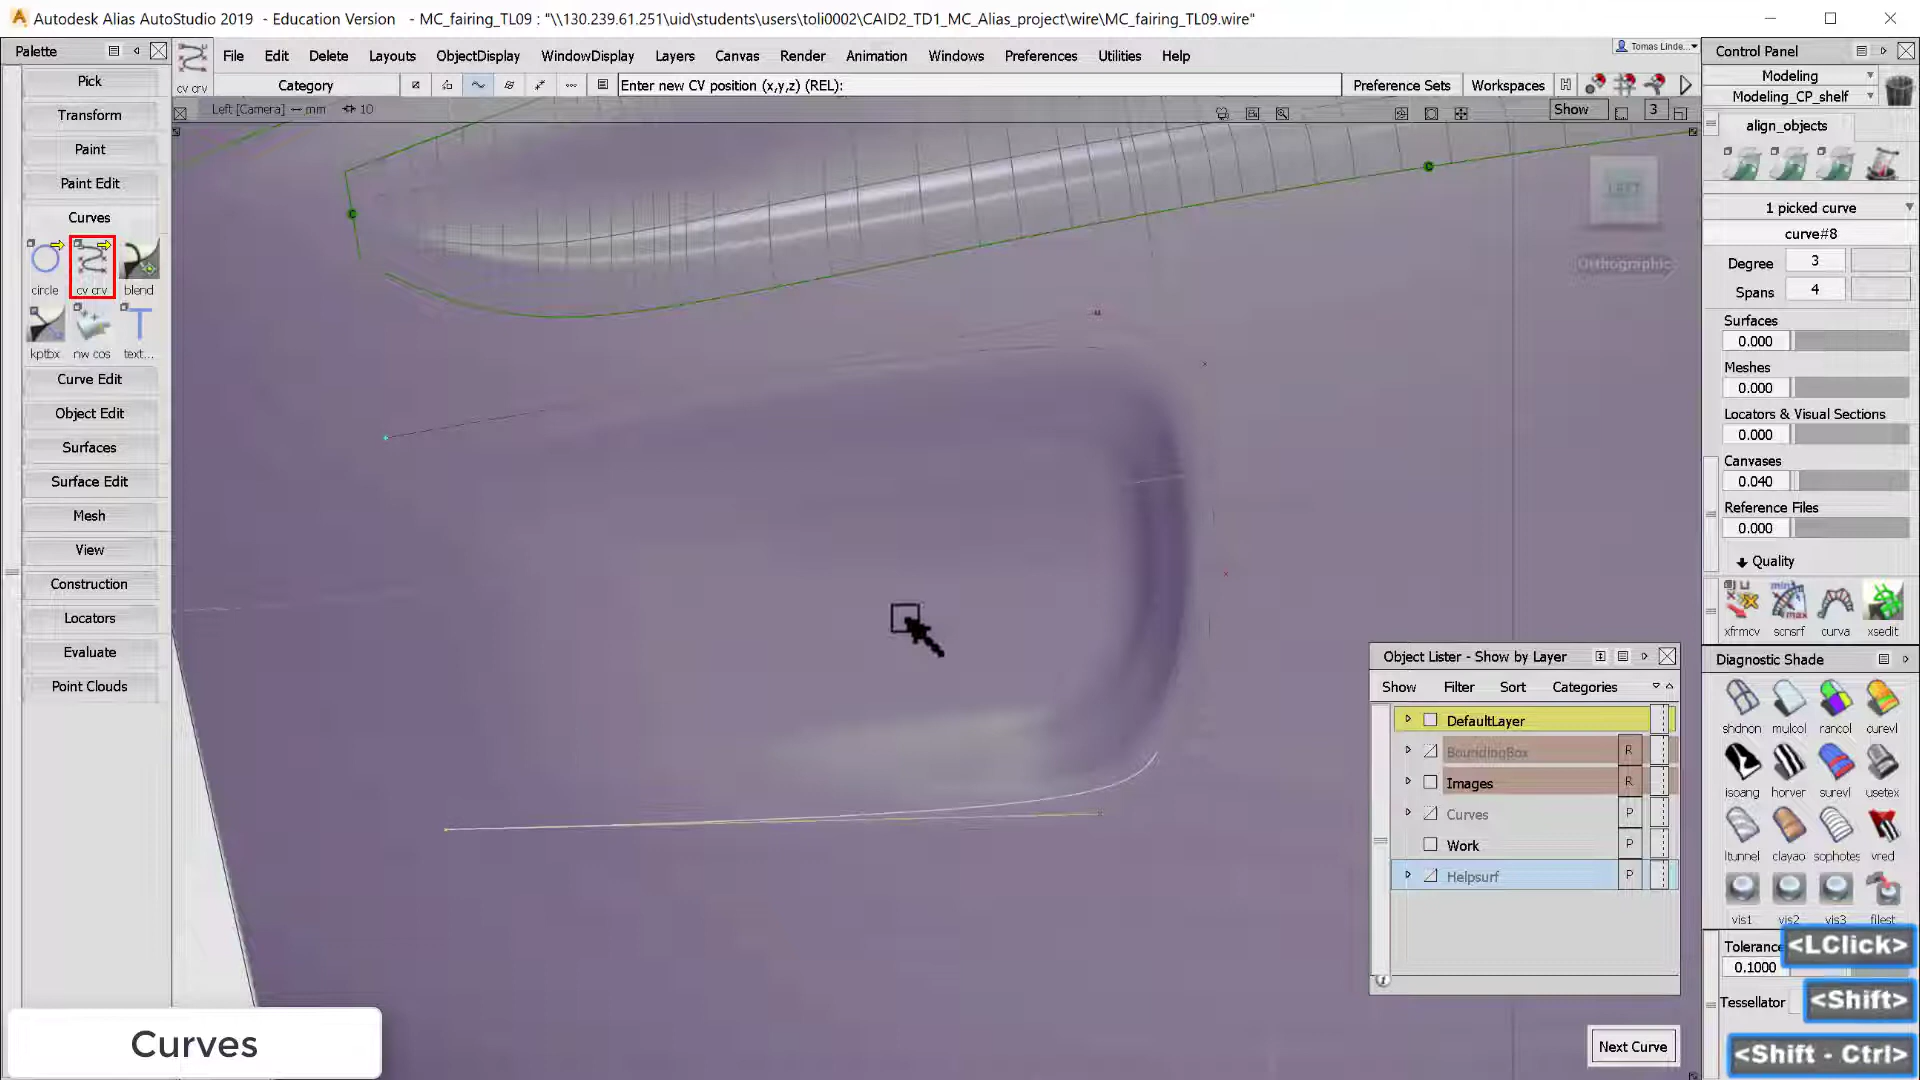 Autodesk Alias AutoStudio 2019 - Education Version - MC_fairing_TL09 : "\\130.239.61.251\uid\students\users\toli0002\CAID2_TD1_MC_Alias_project\wire\MC_fairing_TL09.wire"
Palette
File Edit Delete Layouts ObjectDisplay WindowDisplay Layers Canvas Render Animation Windows Preferences Utilities Help
Tomas Linde...
Control Panel
cv crv
Category
Enter new CV position (x,y,z) (REL):
Preference Sets
Workspaces
Left [Camera] -- mm 10
Show
3
Pick
Transform
Paint
Paint Edit
Curves
circle cv crv blend
kptbx nw cos text...
Curve Edit
Object Edit
Surfaces
Surface Edit
Mesh
View
Construction
Locators
Evaluate
Point Clouds
LEFT
Orthographic
Modeling
Modeling_CP_shelf
align_objects
1 picked curve
curve#8
Degree 3
Spans 4
Surfaces
0.000
Meshes
0.000
Locators & Visual Sections
0.000
Canvases
0.040
Reference Files
0.000
Quality
xfrmcv scnsrf curva xsedit
Diagnostic Shade
shdnon mulcol rancol curevl
isoang horver surevl usetex
ltunnel clayao sophotes vred
vis1 vis2 vis3 filest
Tolerance
0.1000
Tessellator
Object Lister - Show by Layer
Show Filter Sort Categories
DefaultLayer
BoundingBox R
Images R
Curves P
Work P
Helpsurf P
Next Curve
<LClick>
<Shift>
<Shift - Ctrl>
Curves